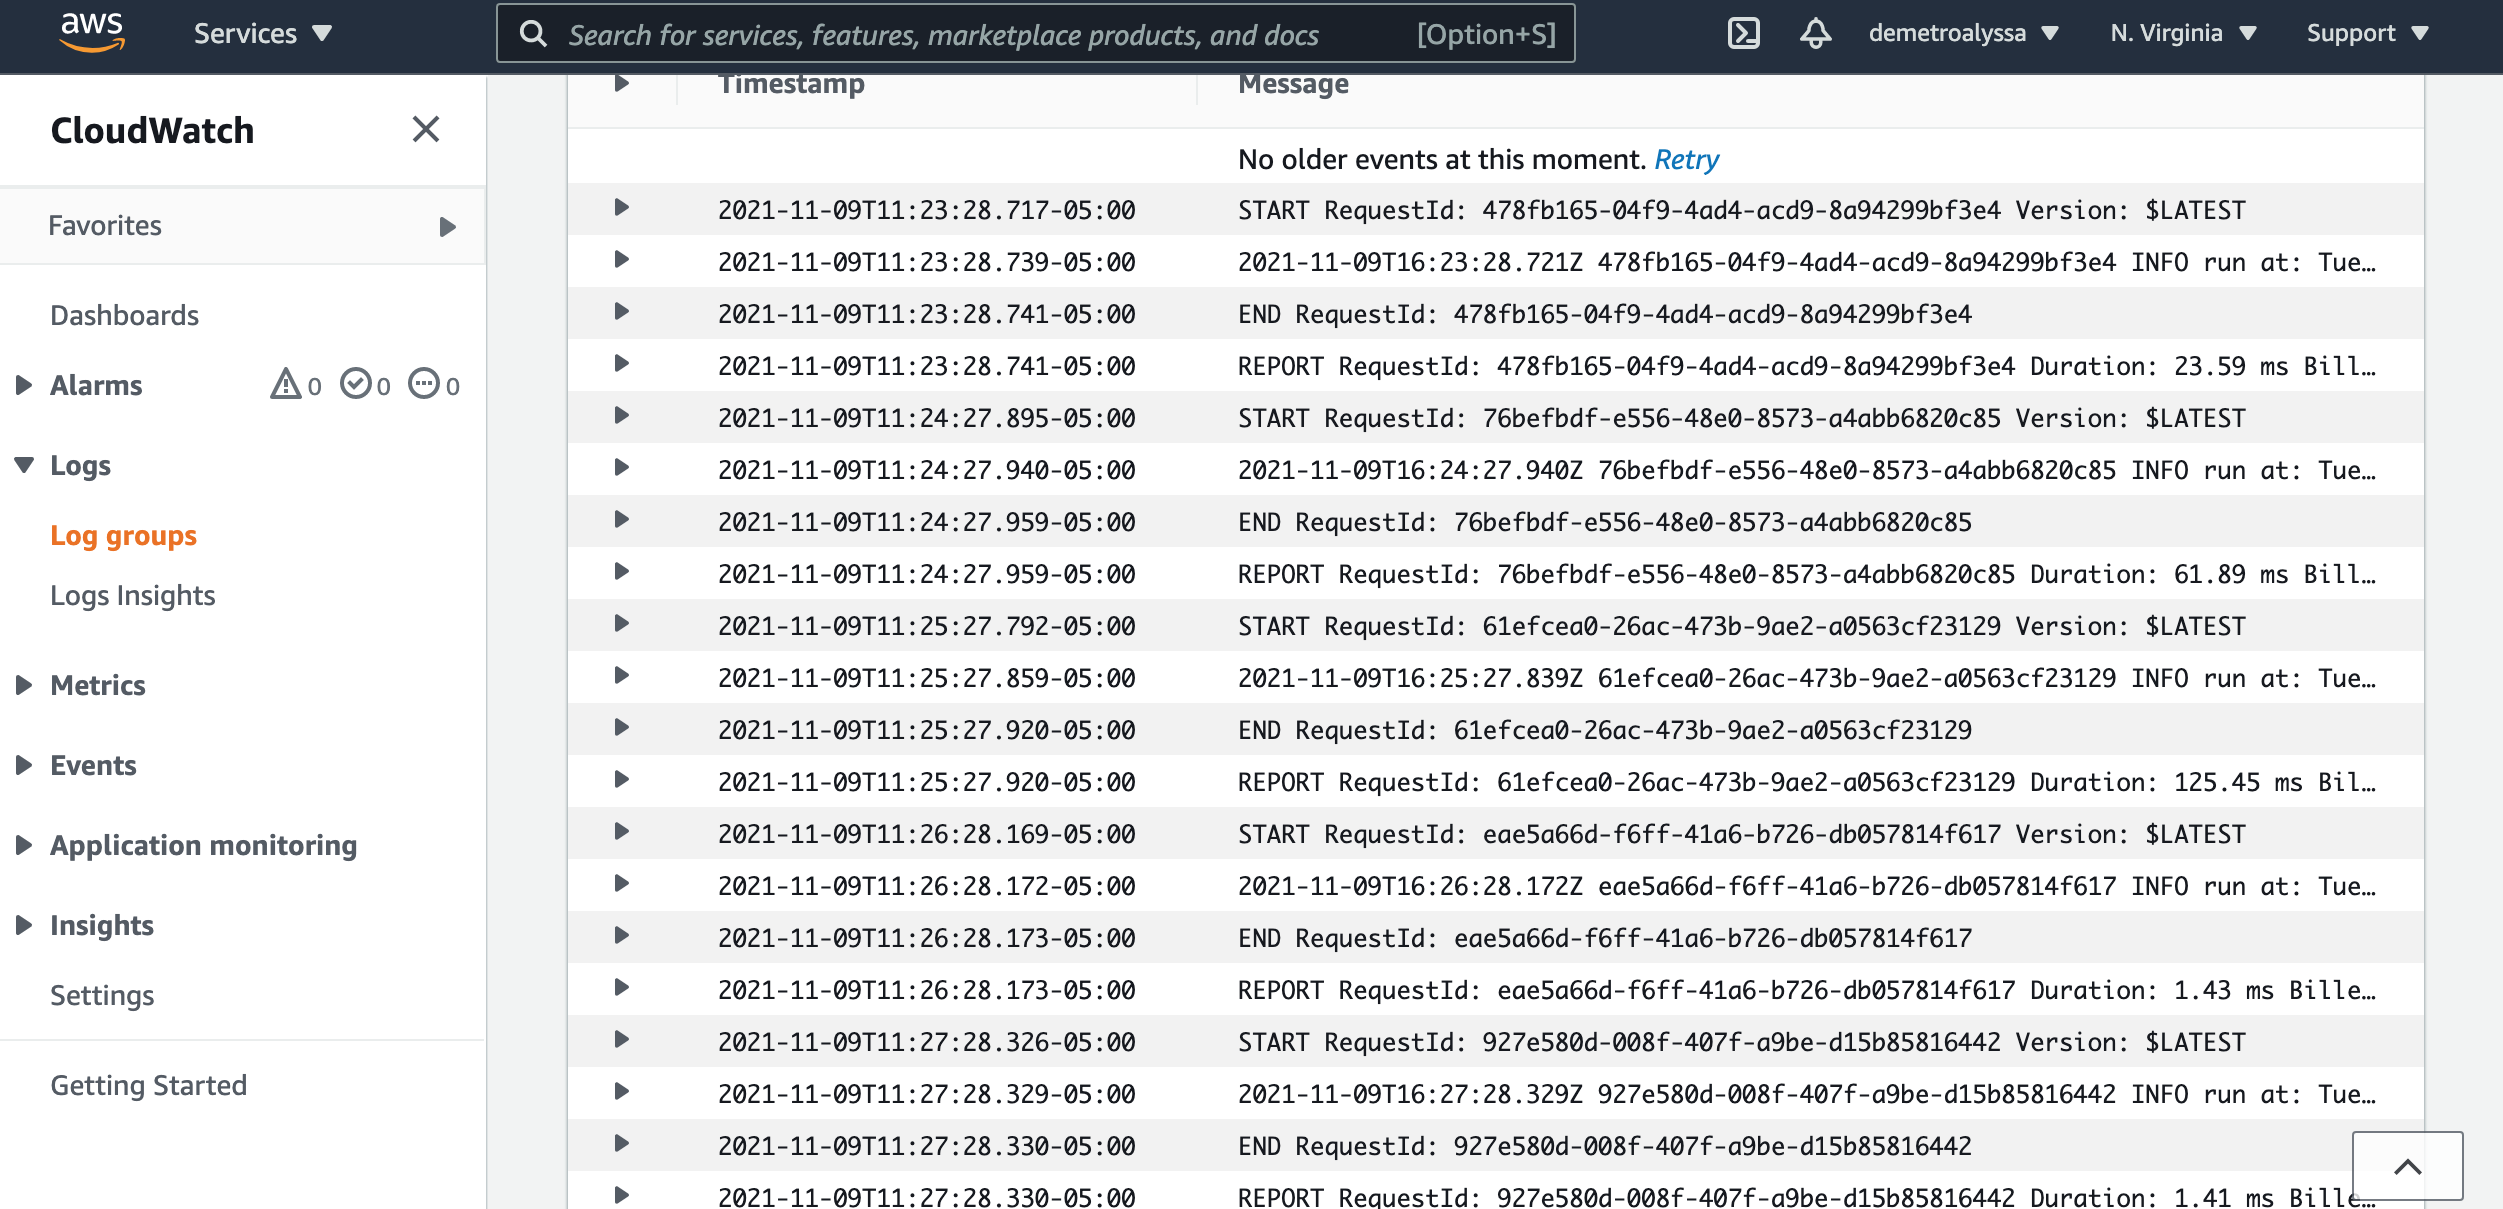 aws Services Search for services, features, marketplace products, and docs [Option+S] demetroalyssa N. Virginia Support
CloudWatch
Favorites
Dashboards
Alarms 0 0 0
Logs
Log groups
Logs Insights
Metrics
Events
Application monitoring
Insights
Settings
Getting Started
Timestamp Message
No older events at this moment. Retry
2021-11-09T11:23:28.717-05:00 START RequestId: 478fb165-04f9-4ad4-acd9-8a94299bf3e4 Version: $LATEST
2021-11-09T11:23:28.739-05:00 2021-11-09T16:23:28.721Z 478fb165-04f9-4ad4-acd9-8a94299bf3e4 INFO run at: Tue…
2021-11-09T11:23:28.741-05:00 END RequestId: 478fb165-04f9-4ad4-acd9-8a94299bf3e4
2021-11-09T11:23:28.741-05:00 REPORT RequestId: 478fb165-04f9-4ad4-acd9-8a94299bf3e4 Duration: 23.59 ms Bill…
2021-11-09T11:24:27.895-05:00 START RequestId: 76befbdf-e556-48e0-8573-a4abb6820c85 Version: $LATEST
2021-11-09T11:24:27.940-05:00 2021-11-09T16:24:27.940Z 76befbdf-e556-48e0-8573-a4abb6820c85 INFO run at: Tue…
2021-11-09T11:24:27.959-05:00 END RequestId: 76befbdf-e556-48e0-8573-a4abb6820c85
2021-11-09T11:24:27.959-05:00 REPORT RequestId: 76befbdf-e556-48e0-8573-a4abb6820c85 Duration: 61.89 ms Bill…
2021-11-09T11:25:27.792-05:00 START RequestId: 61efcea0-26ac-473b-9ae2-a0563cf23129 Version: $LATEST
2021-11-09T11:25:27.859-05:00 2021-11-09T16:25:27.839Z 61efcea0-26ac-473b-9ae2-a0563cf23129 INFO run at: Tue…
2021-11-09T11:25:27.920-05:00 END RequestId: 61efcea0-26ac-473b-9ae2-a0563cf23129
2021-11-09T11:25:27.920-05:00 REPORT RequestId: 61efcea0-26ac-473b-9ae2-a0563cf23129 Duration: 125.45 ms Bil…
2021-11-09T11:26:28.169-05:00 START RequestId: eae5a66d-f6ff-41a6-b726-db057814f617 Version: $LATEST
2021-11-09T11:26:28.172-05:00 2021-11-09T16:26:28.172Z eae5a66d-f6ff-41a6-b726-db057814f617 INFO run at: Tue…
2021-11-09T11:26:28.173-05:00 END RequestId: eae5a66d-f6ff-41a6-b726-db057814f617
2021-11-09T11:26:28.173-05:00 REPORT RequestId: eae5a66d-f6ff-41a6-b726-db057814f617 Duration: 1.43 ms Bille…
2021-11-09T11:27:28.326-05:00 START RequestId: 927e580d-008f-407f-a9be-d15b85816442 Version: $LATEST
2021-11-09T11:27:28.329-05:00 2021-11-09T16:27:28.329Z 927e580d-008f-407f-a9be-d15b85816442 INFO run at: Tue…
2021-11-09T11:27:28.330-05:00 END RequestId: 927e580d-008f-407f-a9be-d15b85816442
2021-11-09T11:27:28.330-05:00 REPORT RequestId: 927e580d-008f-407f-a9be-d15b85816442 Duration: 1.41 ms Bille…